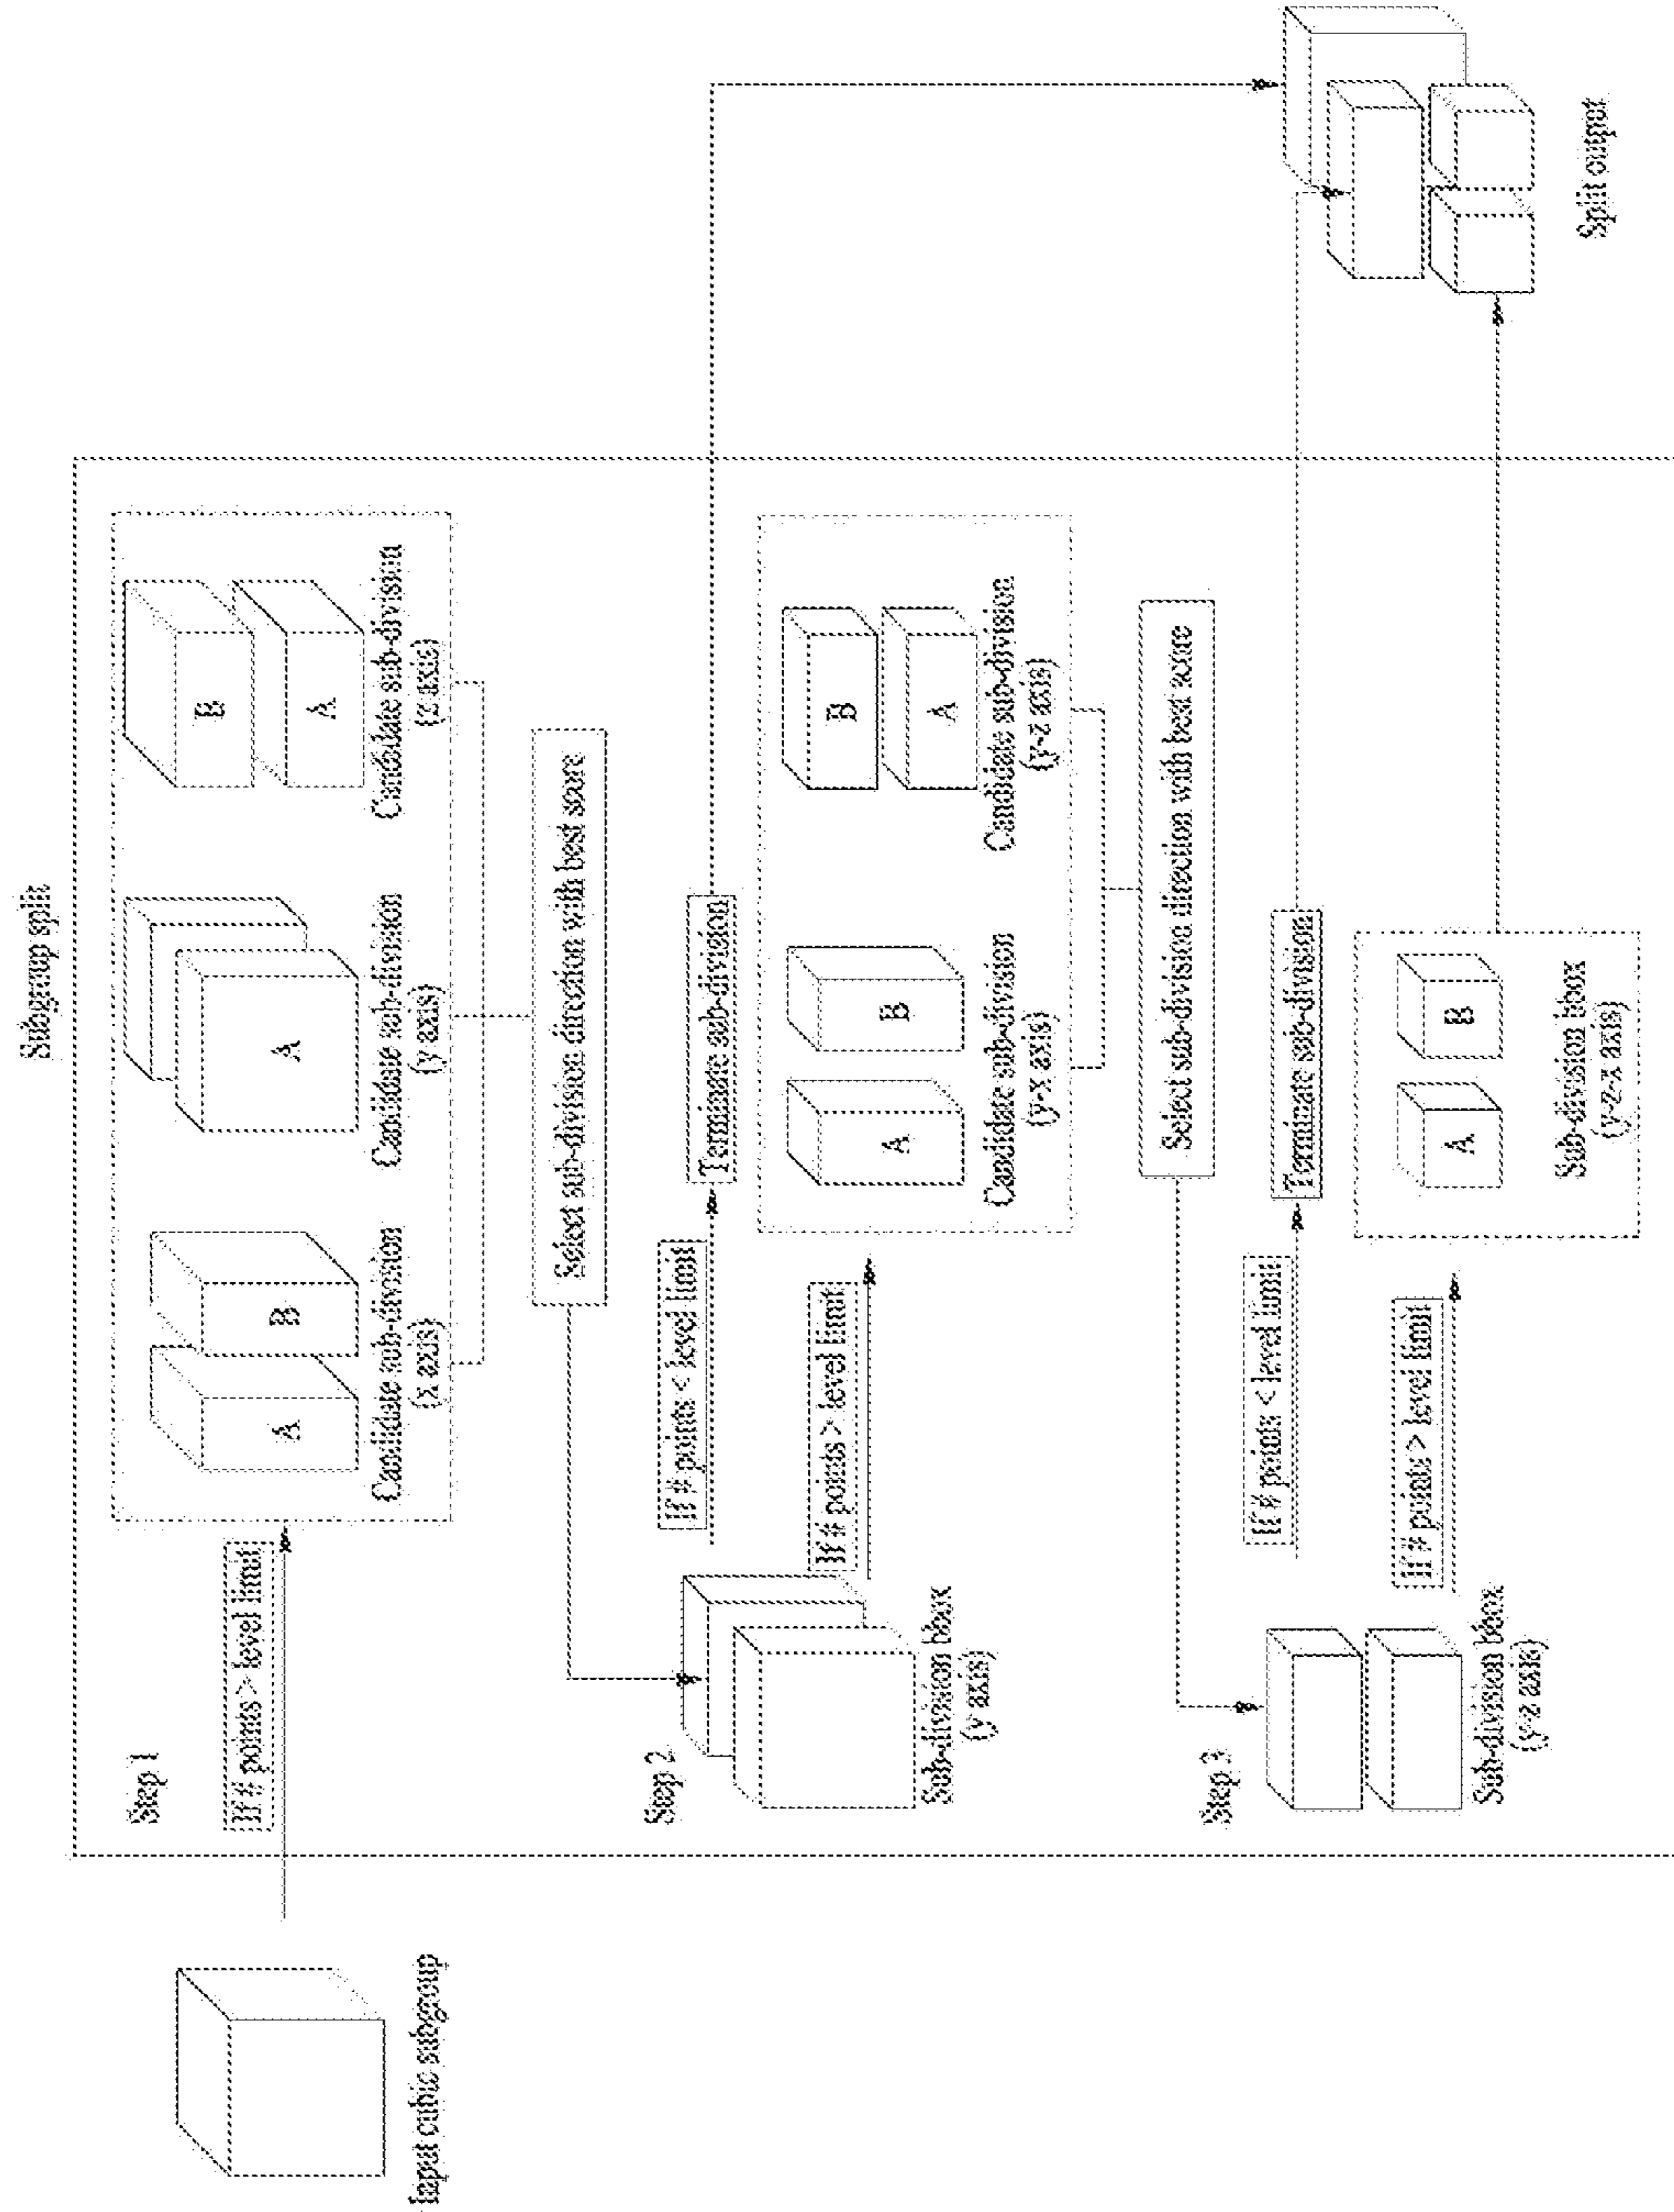 Subgroup split
Input cubic subgroup
Step 1
If # points > level limit
A
B
Candidate sub-division
(x axis)
A
Candidate sub-division
(y axis)
B
A
Candidate sub-division
(z axis)
Select sub-division direction with best score
Step 2
Sub-division bbox
(y axis)
If # points < level limit
Terminate sub-division
If # points > level limit
A
B
Candidate sub-division
(y-x axis)
B
A
Candidate sub-division
(y-z axis)
Select sub-division direction with best score
Step 3
Sub-division bbox
(y-z axis)
If # points < level limit
Terminate sub-division
If # points > level limit
A
B
Sub-division bbox
(y-z-x axis)
Split output